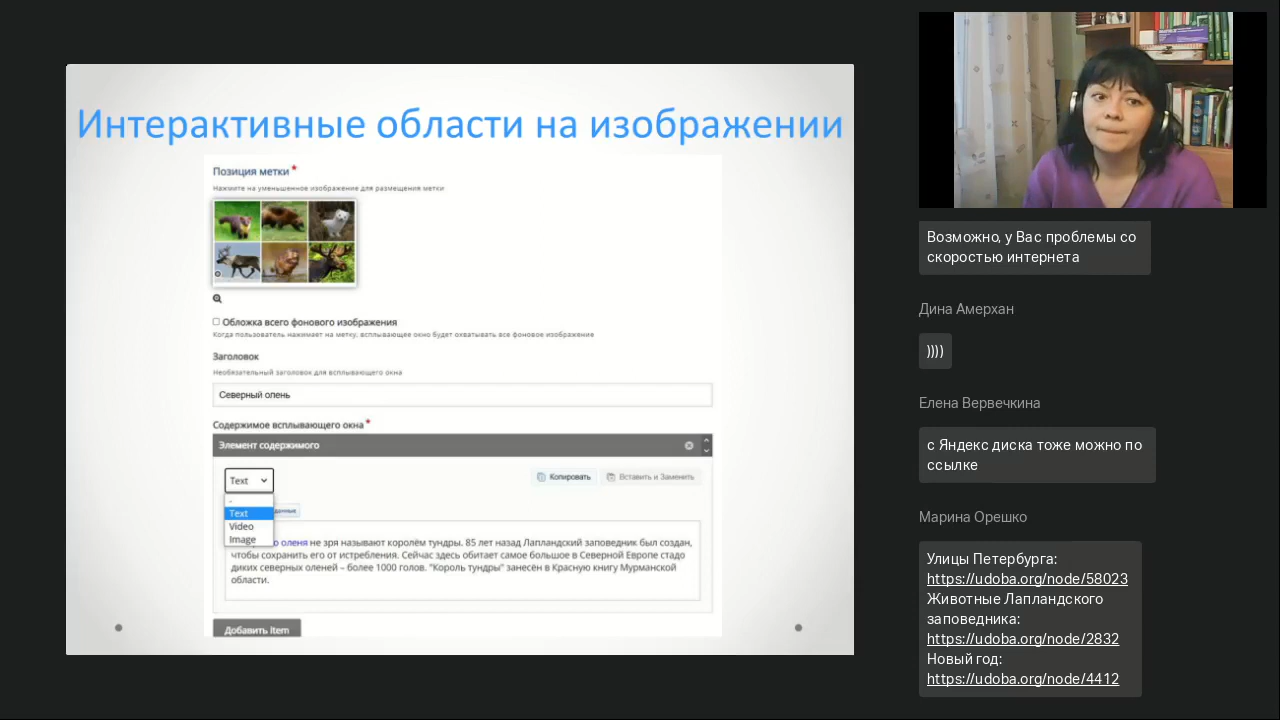 Интерактивные области на изображении
Позиция метки *
Нажмите на уменьшенное изображение для размещения метки
Обложка всего фонового изображения
Когда пользователь нажимает на метку, всплывающее окно будет охватывать все фоновое изображение
Заголовок
Необязательный заголовок для всплывающего окна
Северный олень
Содержимое всплывающего окна *
Элемент содержимого
Text
Копировать
Вставить и Заменить
-
Text
Video
Image
оленя не зря называют королём тундры. 85 лет назад Лапландский заповедник был создан,
чтобы сохранить его от истребления. Сейчас здесь обитает самое большое в Северной Европе стадо
диких северных оленей – более 1000 голов. "Король тундры" занесён в Красную книгу Мурманской
области.
Добавить item
Возможно, у Вас проблемы со
скоростью интернета
Дина Амерхан
))))
Елена Вервечкина
с Яндекс диска тоже можно по
ссылке
Марина Орешко
Улицы Петербурга:
https://udoba.org/node/58023
Животные Лапландского
заповедника:
https://udoba.org/node/2832
Новый год:
https://udoba.org/node/4412